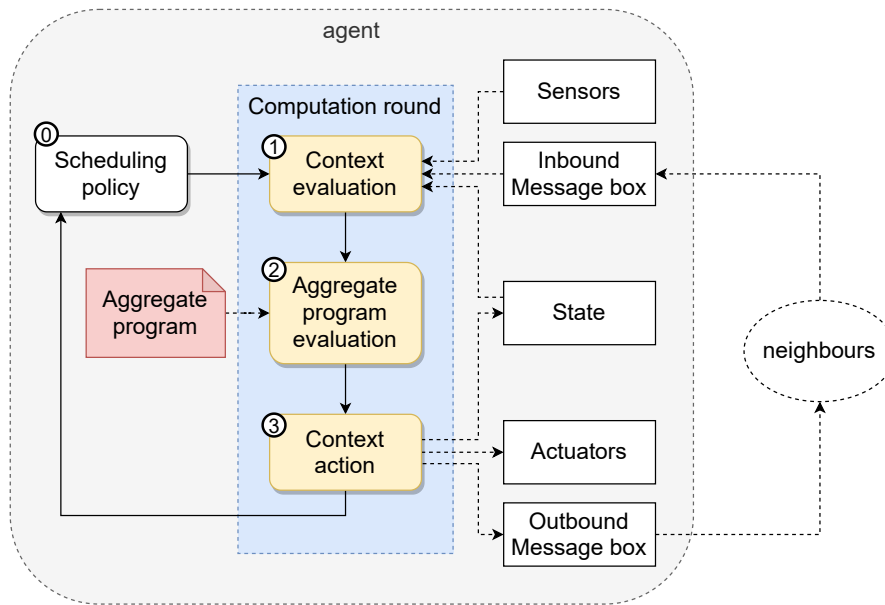 agent
Computation round
0
Scheduling
policy
1
Context
evaluation
Sensors
Inbound
Message box
2
Aggregate
program
evaluation
Aggregate
program
State
neighbours
3
Context
action
Actuators
Outbound
Message box